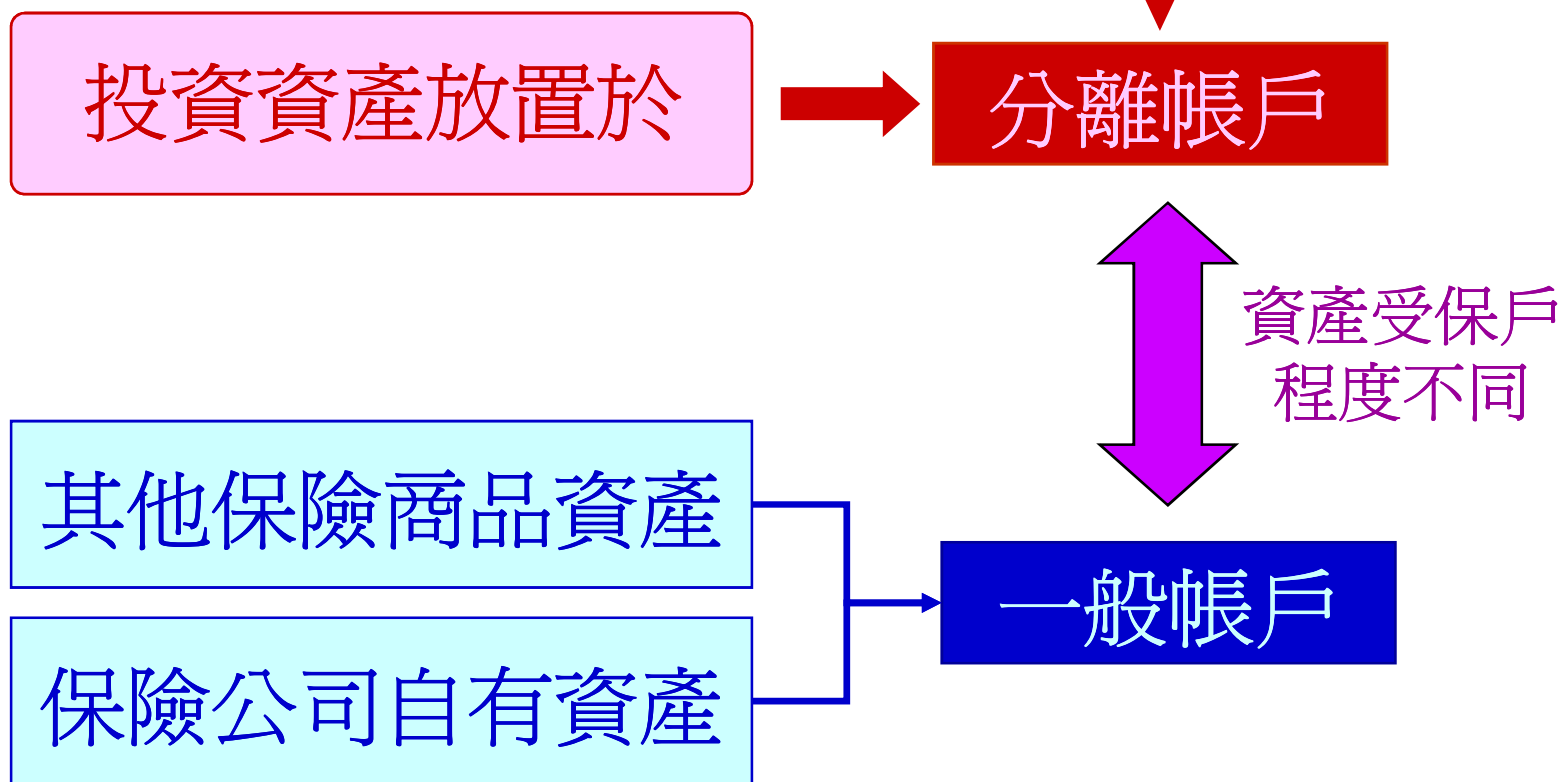 投資資產放置於
分離帳戶
資產受保戶
程度不同
其他保險商品資產
一般帳戶
保險公司自有資產